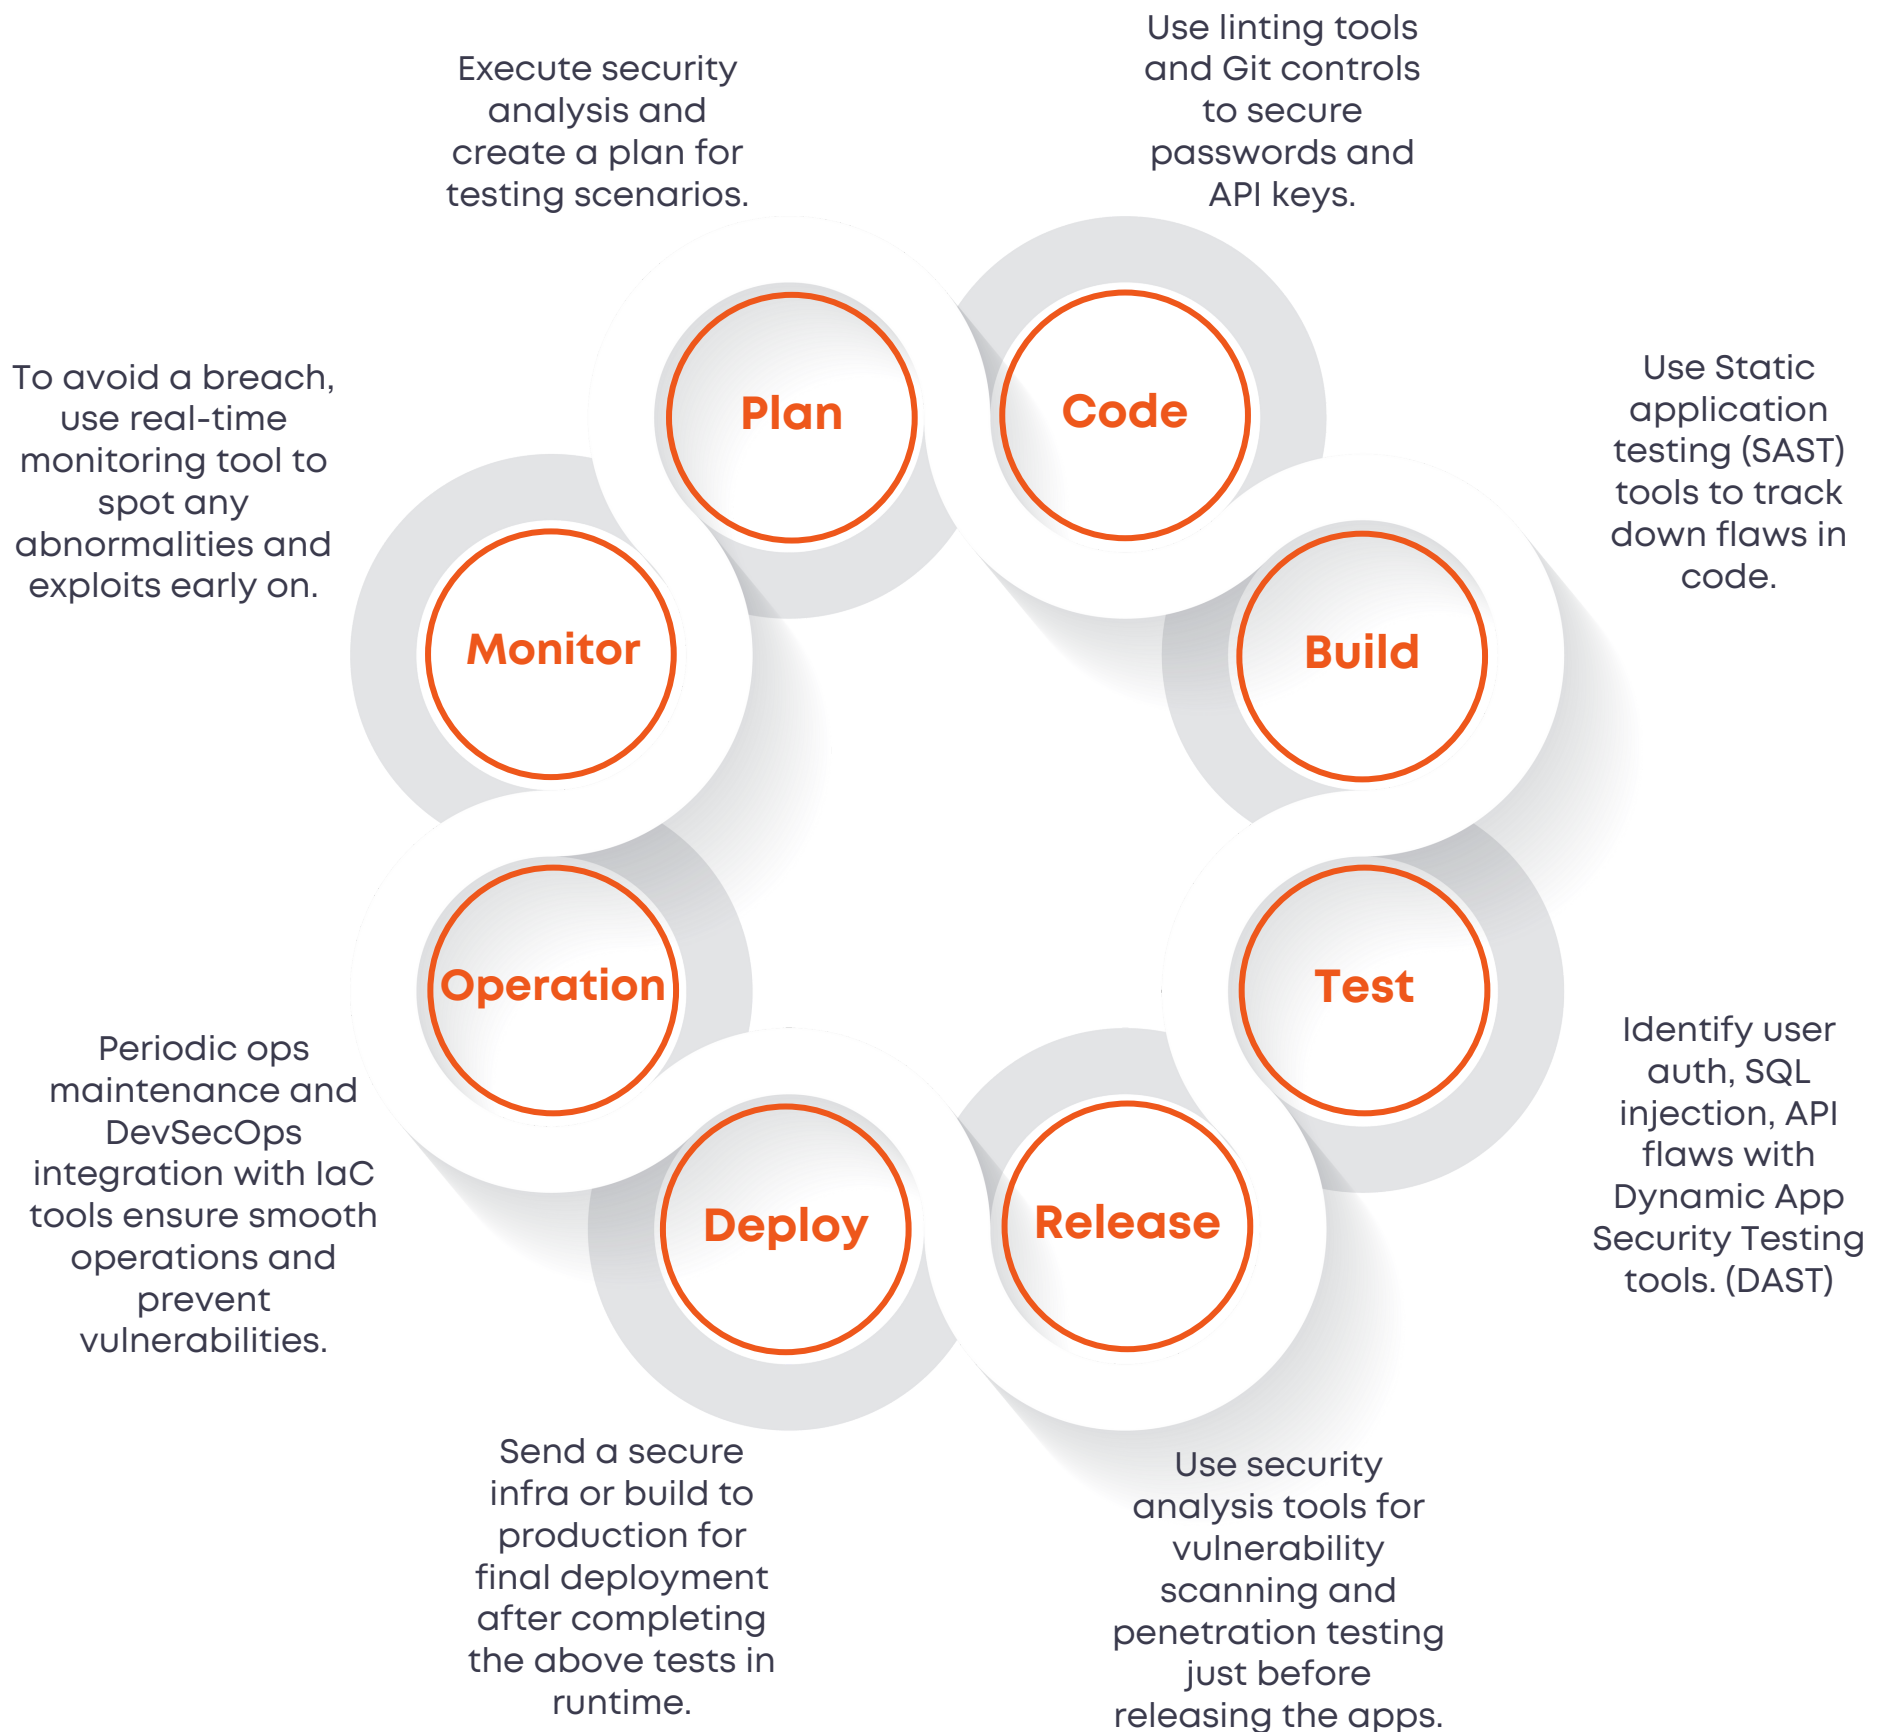 Execute security
analysis and
create a plan for
testing scenarios.
Use linting tools
and Git controls
to secure
passwords and
API keys.
Plan
Code
To avoid a breach,
use real-time
monitoring tool to
spot any
abnormalities and
exploits early on.
Use Static
application
testing (SAST)
tools to track
down flaws in
code.
Monitor
Build
Operation
Test
Periodic ops
maintenance and
DevSecOps
integration with IaC
tools ensure smooth
operations and
prevent
vulnerabilities.
Identify user
auth, SQL
injection, API
flaws with
Dynamic App
Security Testing
tools. (DAST)
Deploy
Release
Send a secure
infra or build to
production for
final deployment
after completing
the above tests in
runtime.
Use security
analysis tools for
vulnerability
scanning and
penetration testing
just before
releasing the apps.